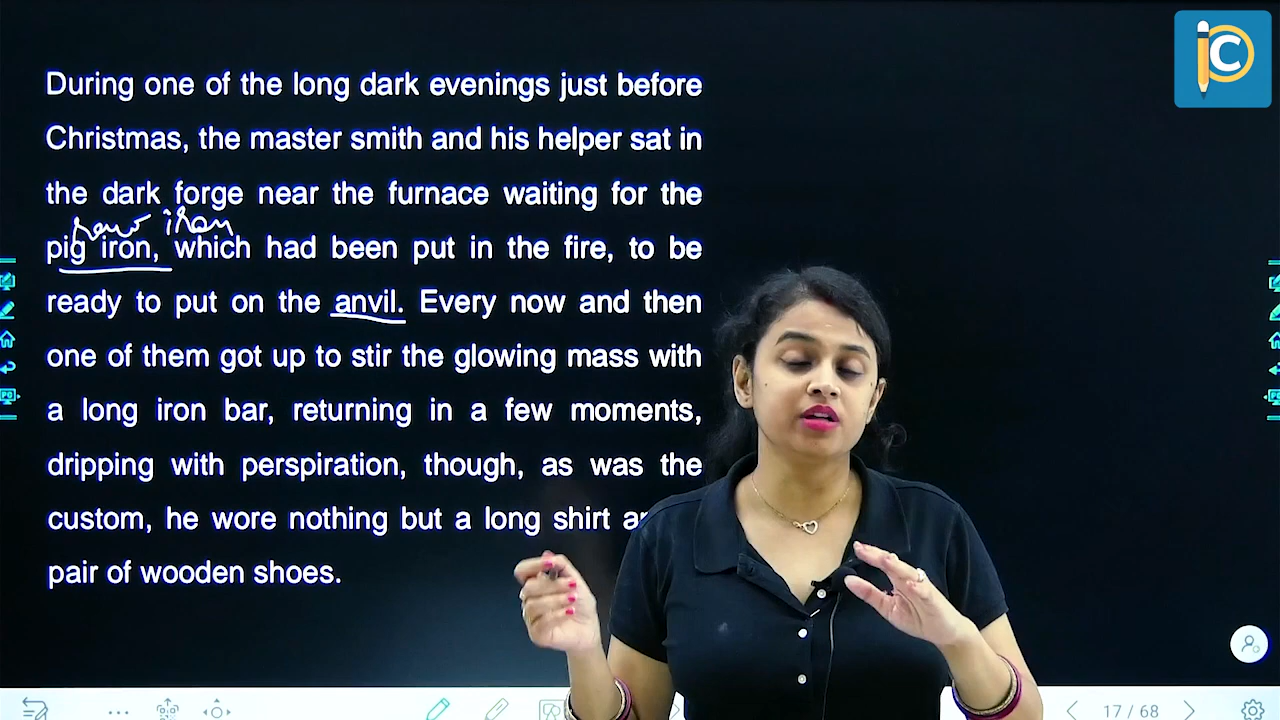 During one of the long dark evenings just before
Christmas, the master smith and his helper sat in
the dark forge near the furnace waiting for the
raw iron
pig iron, which had been put in the fire, to be
ready to put on the anvil. Every now and then
one of them got up to stir the glowing mass with
a long iron bar, returning in a few moments,
dripping with perspiration, though, as was the
custom, he wore nothing but a long shirt
pair of wooden shoes.
17 / 68